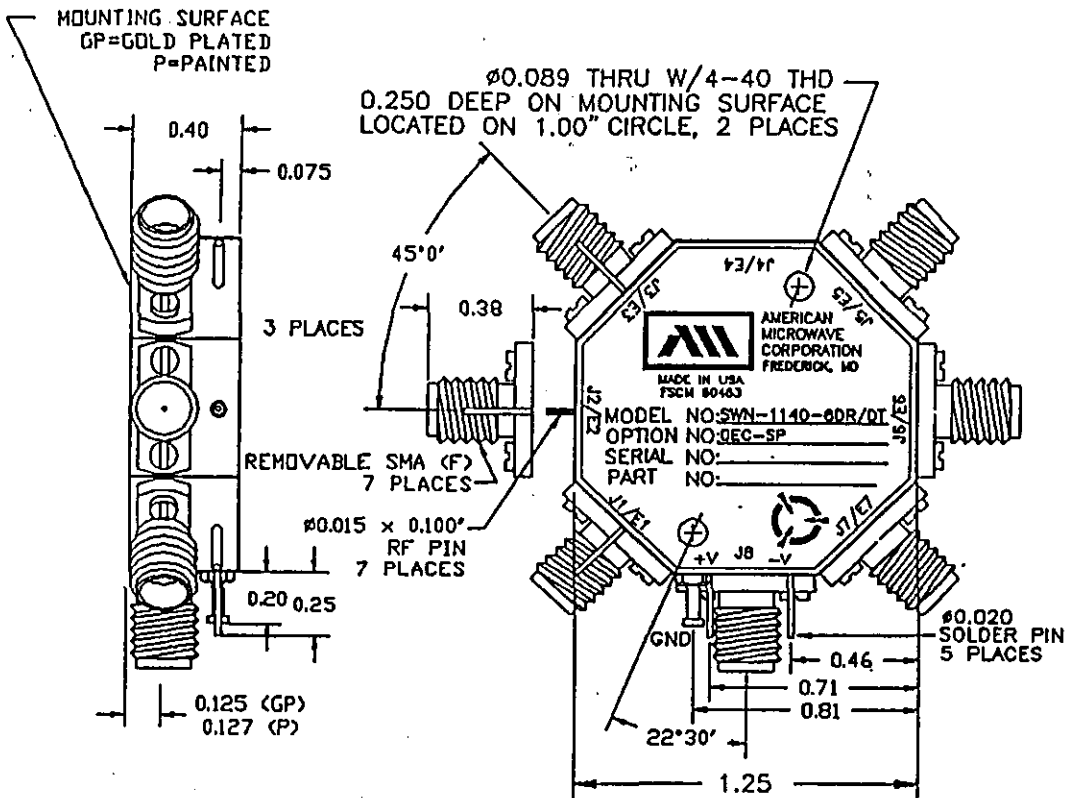 MOUNTING SURFACE
GP=GOLD PLATED
P=PAINTED
ø0.089 THRU W/4-40 THD
0.250 DEEP ON MOUNTING SURFACE
LOCATED ON 1.00" CIRCLE, 2 PLACES
0.40
0.075
45°0'
0.38
3 PLACES
J4/E4
J3/E3
J5/E5
AMERICAN
MICROWAVE
CORPORATION
FREDERICK, MD
MADE IN USA
FSCM 60483
J2/E2
J6/E6
MODEL NO:SWN-1140-6DR/DT
OPTION NO:DEC-SP
SERIAL NO:
PART NO:
REMOVABLE SMA (F)
7 PLACES
ø0.015 × 0.100"
RF PIN
7 PLACES
J1/E1
J7/E7
+V J8 -V
0.20 0.25
GND
ø0.020
SOLDER PIN
5 PLACES
0.46
0.71
0.81
0.125 (GP)
0.127 (P)
22°30'
1.25